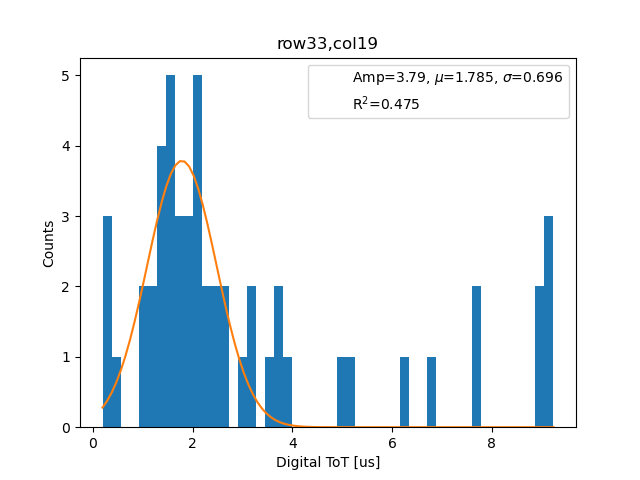 row33,col19
Amp=3.79, μ=1.785, σ=0.696
R²=0.475
5
4
3
2
1
0
Counts
0 2 4 6 8
Digital ToT [us]